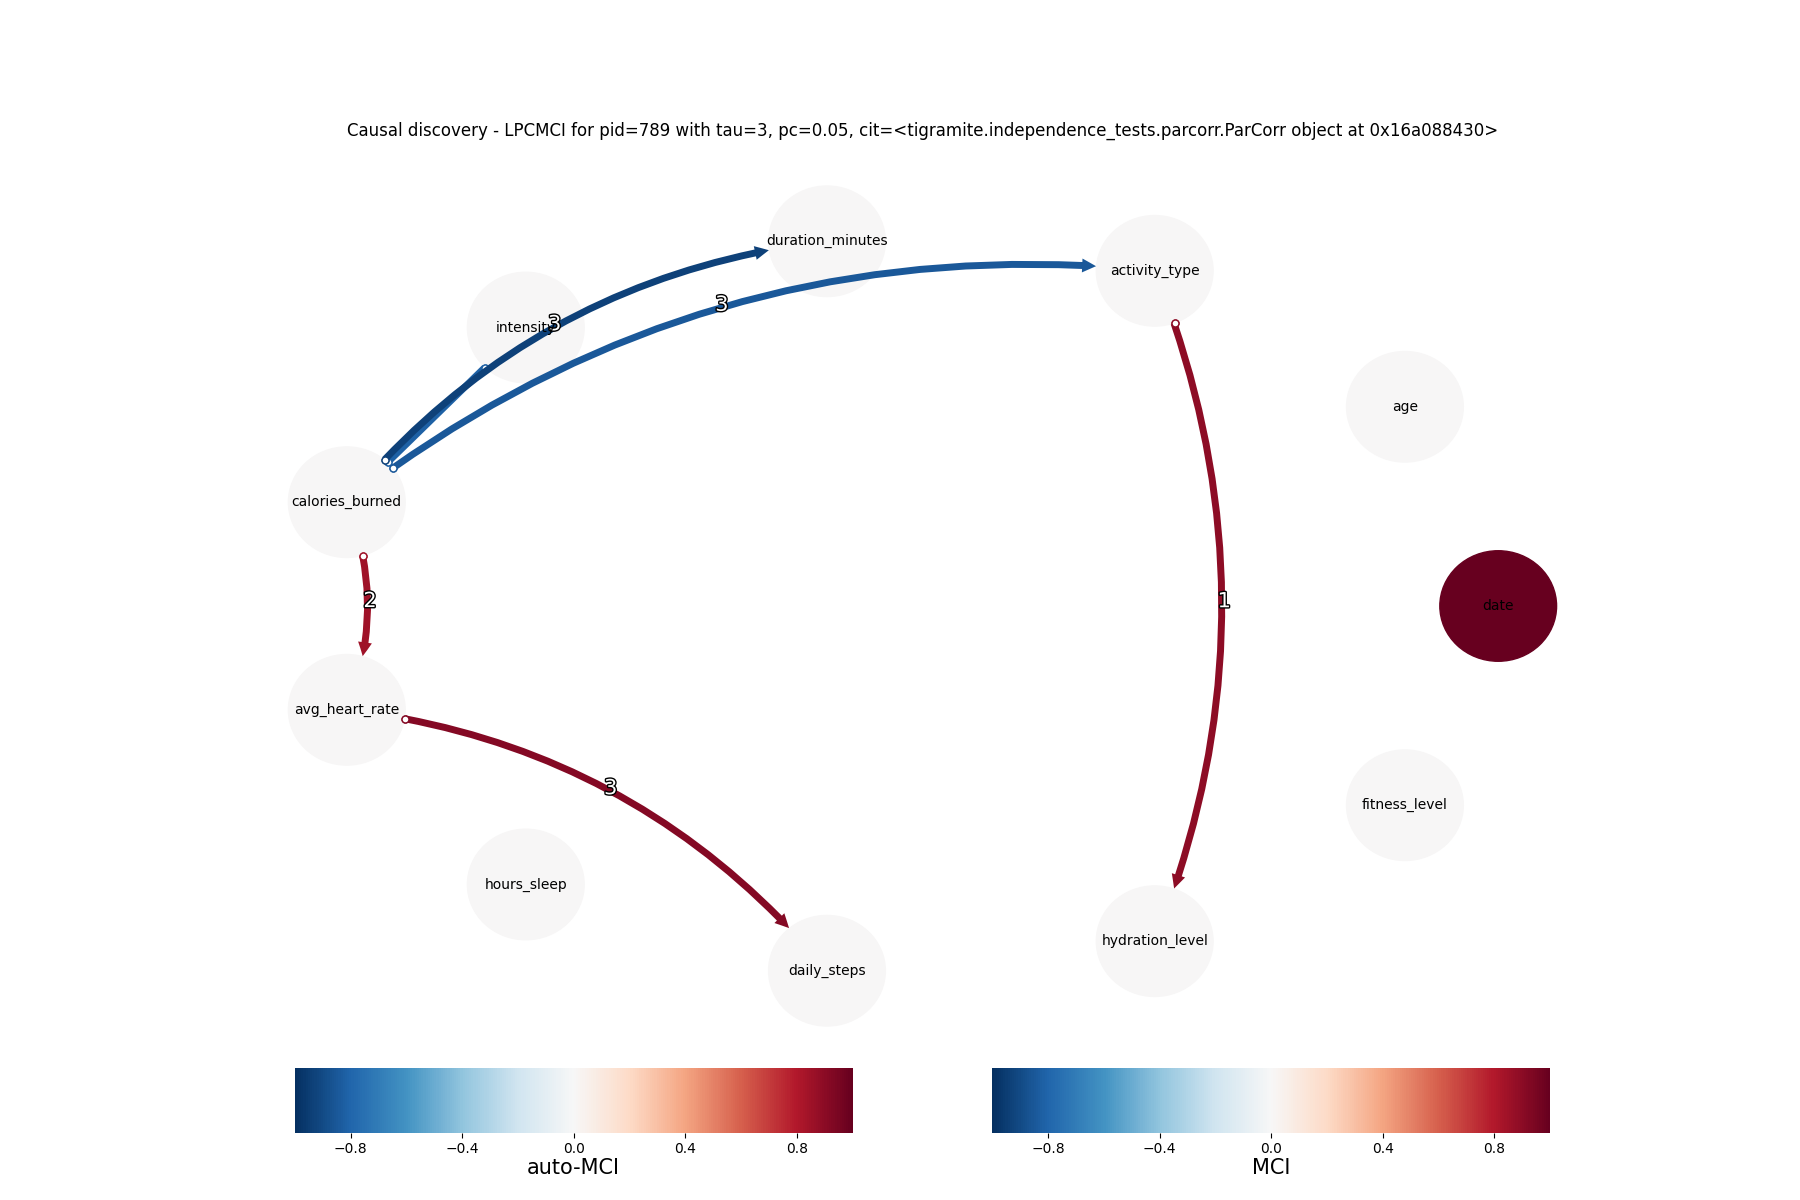 Causal discovery - LPCMCI for pid=789 with tau=3, pc=0.05, cit=<tigramite.independence_tests.parcorr.ParCorr object at 0x16a088430>
duration_minutes
activity_type
3
intensity
3
age
calories_burned
date
2
1
avg_heart_rate
3
fitness_level
hours_sleep
hydration_level
daily_steps
−0.8 −0.4 0.0 0.4 0.8
auto-MCI
−0.8 −0.4 0.0 0.4 0.8
MCI